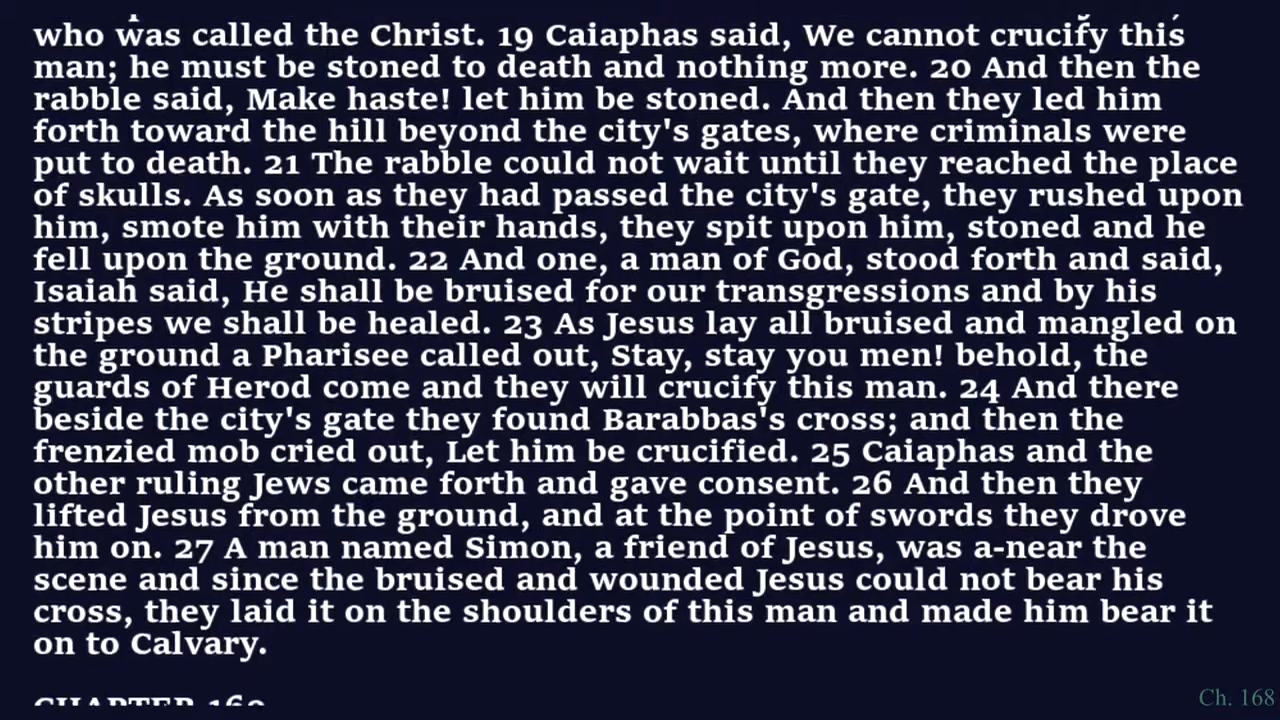 who was called the Christ. 19 Caiaphas said, We cannot crucify this
man; he must be stoned to death and nothing more. 20 And then the
rabble said, Make haste! let him be stoned. And then they led him
forth toward the hill beyond the city's gates, where criminals were
put to death. 21 The rabble could not wait until they reached the place
of skulls. As soon as they had passed the city's gate, they rushed upon
him, smote him with their hands, they spit upon him, stoned and he
fell upon the ground. 22 And one, a man of God, stood forth and said,
Isaiah said, He shall be bruised for our transgressions and by his
stripes we shall be healed. 23 As Jesus lay all bruised and mangled on
the ground a Pharisee called out, Stay, stay you men! behold, the
guards of Herod come and they will crucify this man. 24 And there
beside the city's gate they found Barabbas's cross; and then the
frenzied mob cried out, Let him be crucified. 25 Caiaphas and the
other ruling Jews came forth and gave consent. 26 And then they
lifted Jesus from the ground, and at the point of swords they drove
him on. 27 A man named Simon, a friend of Jesus, was a-near the
scene and since the bruised and wounded Jesus could not bear his
cross, they laid it on the shoulders of this man and made him bear it
on to Calvary.
CHAPTER 169
Ch. 168